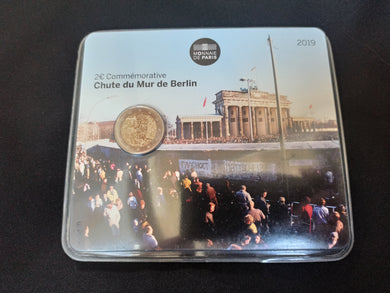 MONNAIE
DE PARIS
2019
2€ Commémorative
Chute du Mur de Berlin